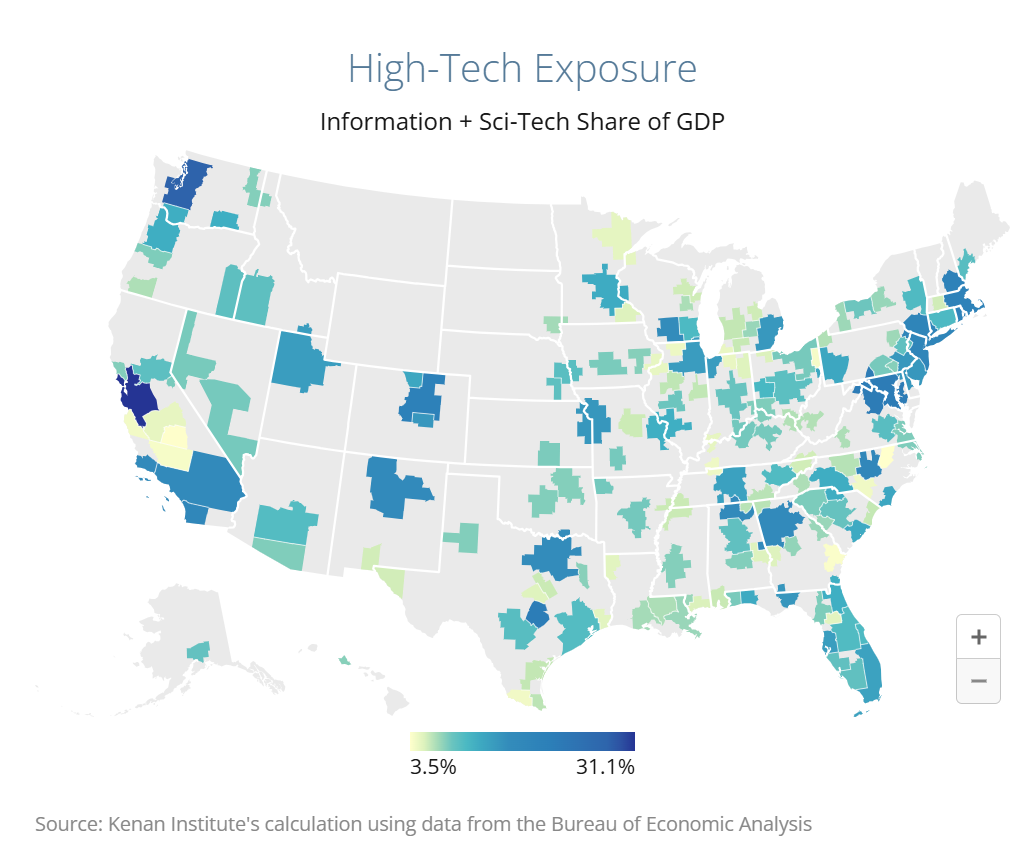 High-Tech Exposure
Information + Sci-Tech Share of GDP
+
−
3.5%
31.1%
Source: Kenan Institute's calculation using data from the Bureau of Economic Analysis